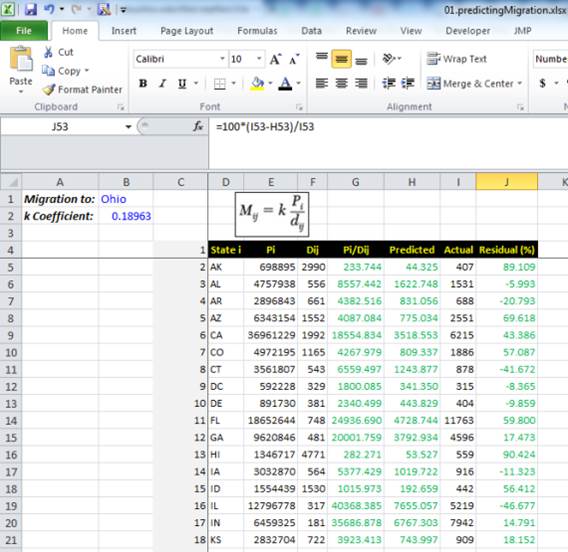 01.predictingMigration.xlsx
File Home Insert Page Layout Formulas Data Review View Developer JMP
Paste Cut Copy Format Painter Clipboard
Calibri 10 A A B I U A Font
Wrap Text Merge & Center Alignment
Numbe $
J53 fx =100*(I53-H53)/I53
A B C D E F G H I J K
1 Migration to: Ohio
2 k Coefficient: 0.18963
Mij = k Pi dij
3
4 1 State i Pi Dij Pi/Dij Predicted Actual Residual (%)
5 2 AK 698895 2990 233.744 44.325 407 89.109
6 3 AL 4757938 556 8557.442 1622.748 1531 -5.993
7 4 AR 2896843 661 4382.516 831.056 688 -20.793
8 5 AZ 6343154 1552 4087.084 775.034 2551 69.618
9 6 CA 36961229 1992 18554.834 3518.553 6215 43.386
10 7 CO 4972195 1165 4267.979 809.337 1886 57.087
11 8 CT 3561807 543 6559.497 1243.877 878 -41.672
12 9 DC 592228 329 1800.085 341.350 315 -8.365
13 10 DE 891730 381 2340.499 443.829 404 -9.859
14 11 FL 18652644 748 24936.690 4728.744 11763 59.800
15 12 GA 9620846 481 20001.759 3792.934 4596 17.473
16 13 HI 1346717 4771 282.271 53.527 559 90.424
17 14 IA 3032870 564 5377.429 1019.722 916 -11.323
18 15 ID 1554439 1530 1015.973 192.659 442 56.412
19 16 IL 12796778 317 40368.385 7655.057 5219 -46.677
20 17 IN 6459325 181 35686.878 6767.303 7942 14.791
21 18 KS 2832704 722 3923.413 743.997 909 18.152